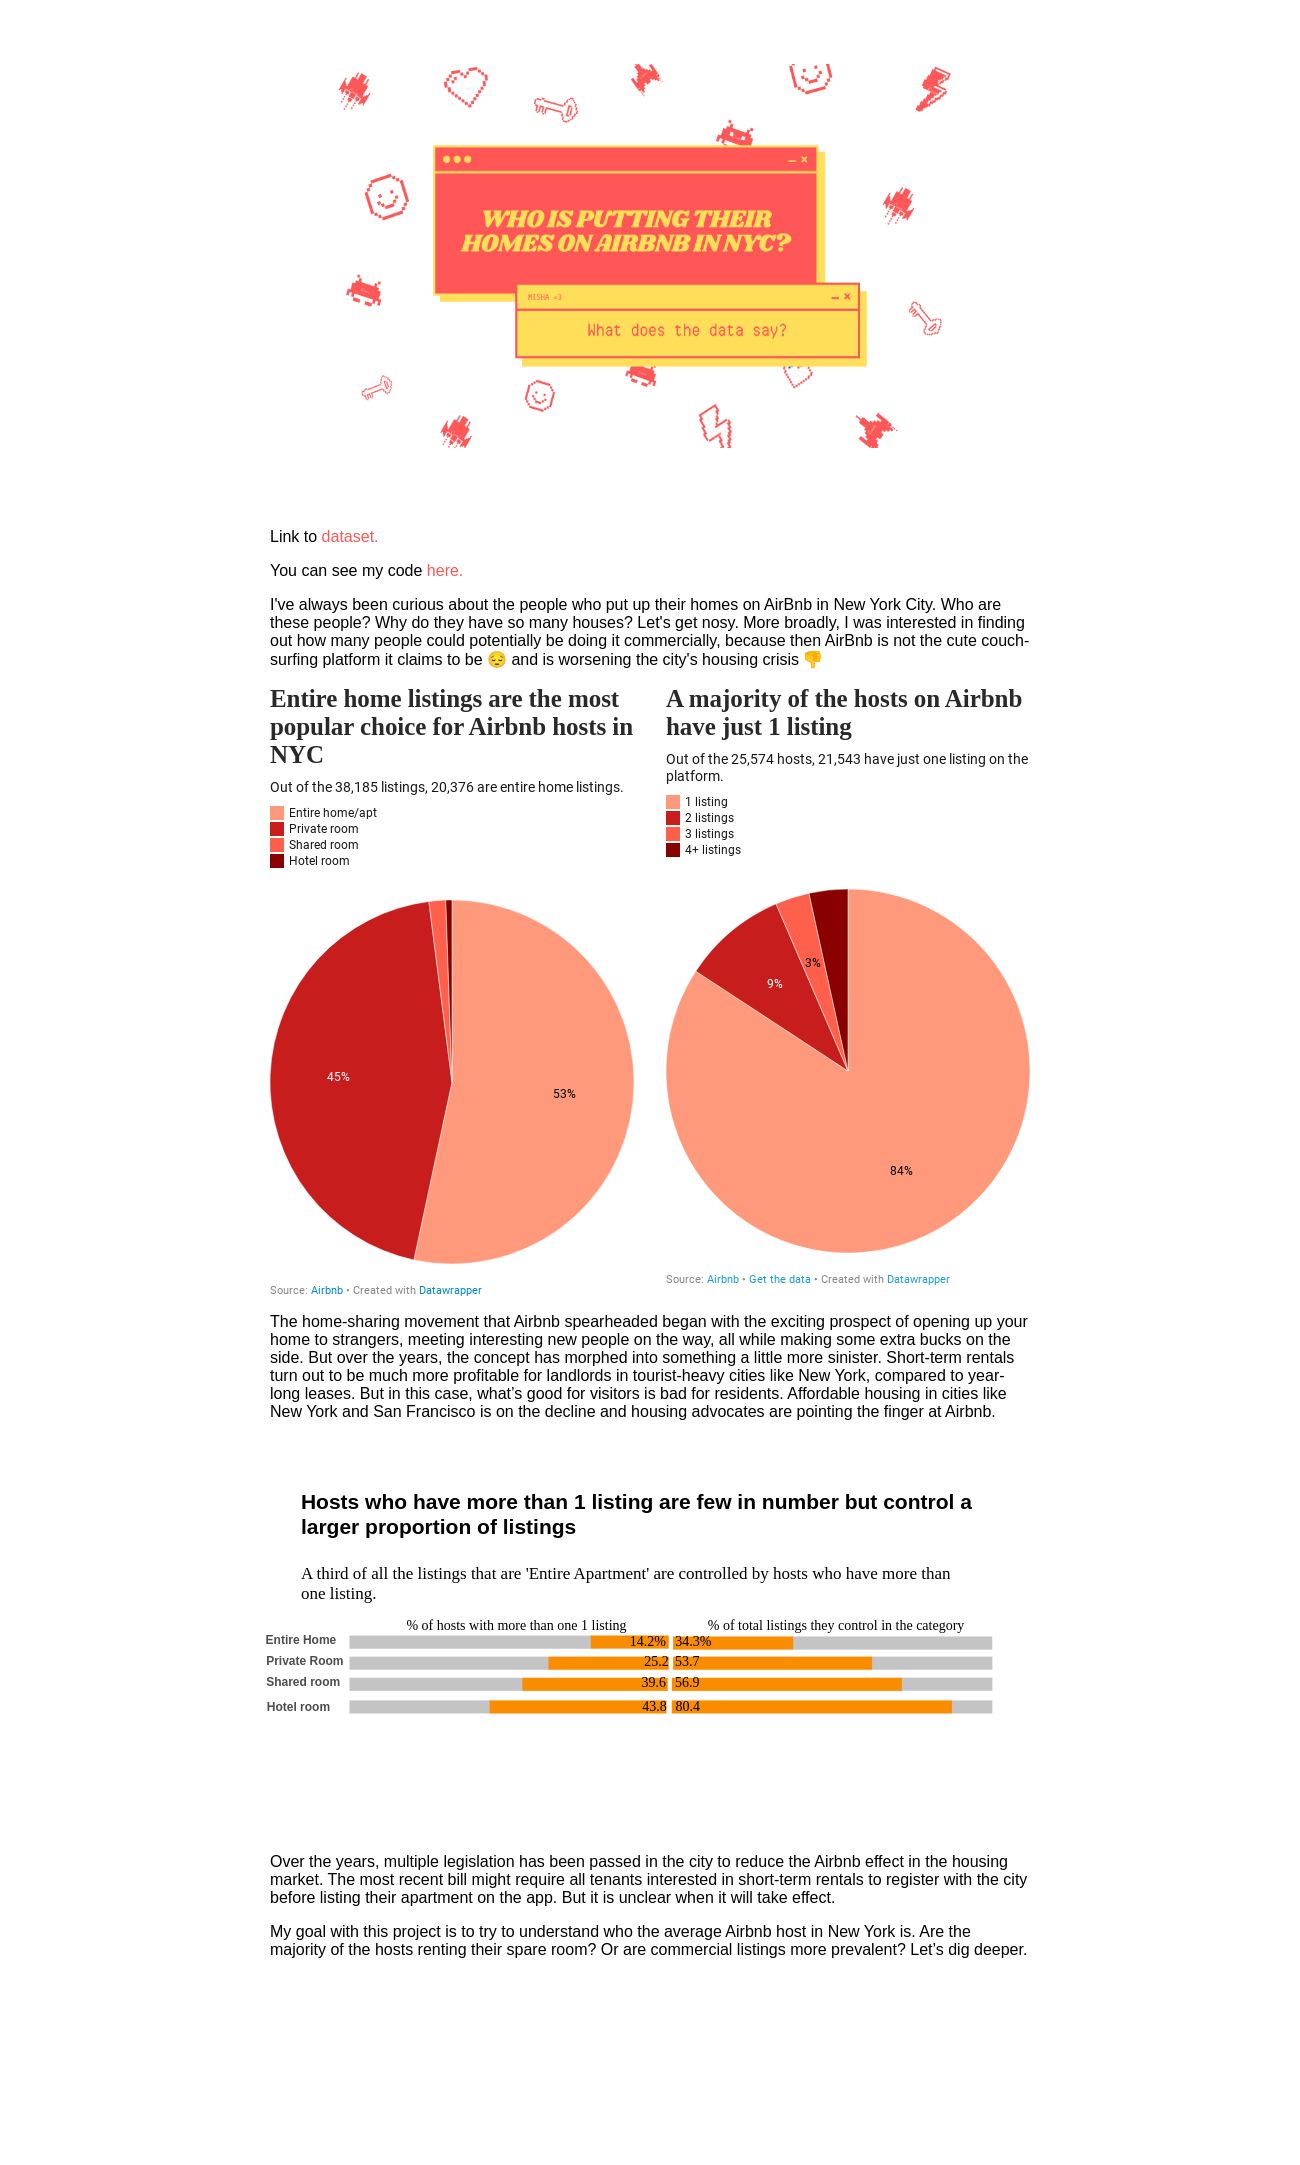 WHO IS PUTTING THEIR
HOMES ON AIRBNB IN NYC?
MISHA <3
What does the data say?
Link to dataset.
You can see my code here.
I've always been curious about the people who put up their homes on AirBnb in New York City. Who are
these people? Why do they have so many houses? Let's get nosy. More broadly, I was interested in finding
out how many people could potentially be doing it commercially, because then AirBnb is not the cute couch-
surfing platform it claims to be 😔 and is worsening the city's housing crisis 👎
Entire home listings are the most
popular choice for Airbnb hosts in
NYC
Out of the 38,185 listings, 20,376 are entire home listings.
Entire home/apt
Private room
Shared room
Hotel room
45%
53%
Source: Airbnb • Created with Datawrapper
A majority of the hosts on Airbnb
have just 1 listing
Out of the 25,574 hosts, 21,543 have just one listing on the
platform.
1 listing
2 listings
3 listings
4+ listings
3%
9%
84%
Source: Airbnb • Get the data • Created with Datawrapper
The home-sharing movement that Airbnb spearheaded began with the exciting prospect of opening up your
home to strangers, meeting interesting new people on the way, all while making some extra bucks on the
side. But over the years, the concept has morphed into something a little more sinister. Short-term rentals
turn out to be much more profitable for landlords in tourist-heavy cities like New York, compared to year-
long leases. But in this case, what’s good for visitors is bad for residents. Affordable housing in cities like
New York and San Francisco is on the decline and housing advocates are pointing the finger at Airbnb.
Hosts who have more than 1 listing are few in number but control a
larger proportion of listings
A third of all the listings that are 'Entire Apartment' are controlled by hosts who have more than
one listing.
% of hosts with more than one 1 listing % of total listings they control in the category
Entire Home 14.2% 34.3%
Private Room 25.2 53.7
Shared room 39.6 56.9
Hotel room 43.8 80.4
Over the years, multiple legislation has been passed in the city to reduce the Airbnb effect in the housing
market. The most recent bill might require all tenants interested in short-term rentals to register with the city
before listing their apartment on the app. But it is unclear when it will take effect.
My goal with this project is to try to understand who the average Airbnb host in New York is. Are the
majority of the hosts renting their spare room? Or are commercial listings more prevalent? Let’s dig deeper.